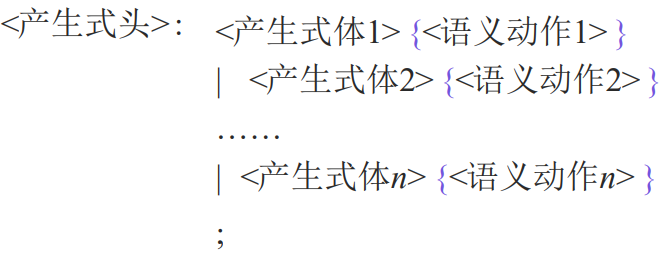 <产生式头>: <产生式体1> {<语义动作1>}
| <产生式体2> {<语义动作2>}
……
| <产生式体n> {<语义动作n>}
;